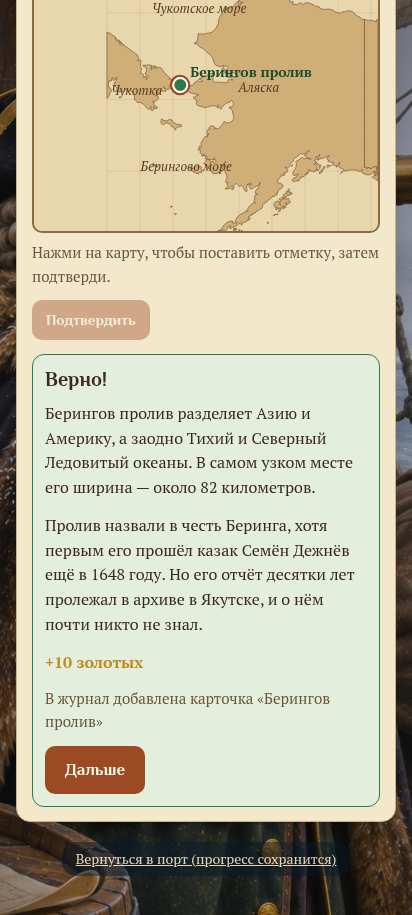 Чукотское море
Берингов пролив
Чукотка
Аляска
Берингово море
Нажми на карту, чтобы поставить отметку, затем
подтверди.
Подтвердить
Верно!
Берингов пролив разделяет Азию и
Америку, а заодно Тихий и Северный
Ледовитый океаны. В самом узком месте
его ширина — около 82 километров.
Пролив назвали в честь Беринга, хотя
первым его прошёл казак Семён Дежнёв
ещё в 1648 году. Но его отчёт десятки лет
пролежал в архиве в Якутске, и о нём
почти никто не знал.
+10 золотых
В журнал добавлена карточка «Берингов
пролив»
Дальше
Вернуться в порт (прогресс сохранится)